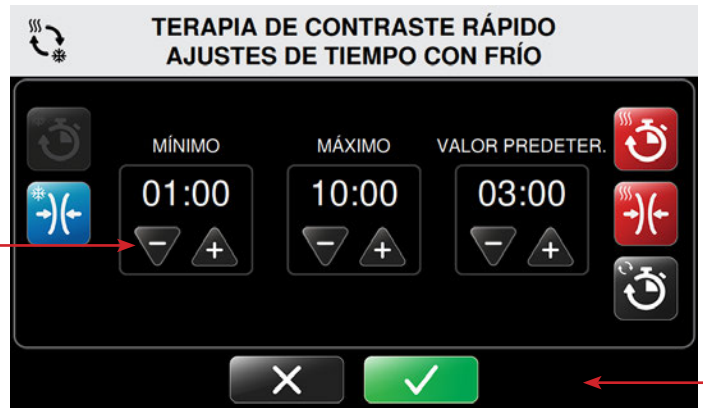 TERAPIA DE CONTRASTE RÁPIDO
AJUSTES DE TIEMPO CON FRÍO
MÍNIMO MÁXIMO VALOR PREDETER.
01:00 10:00 03:00